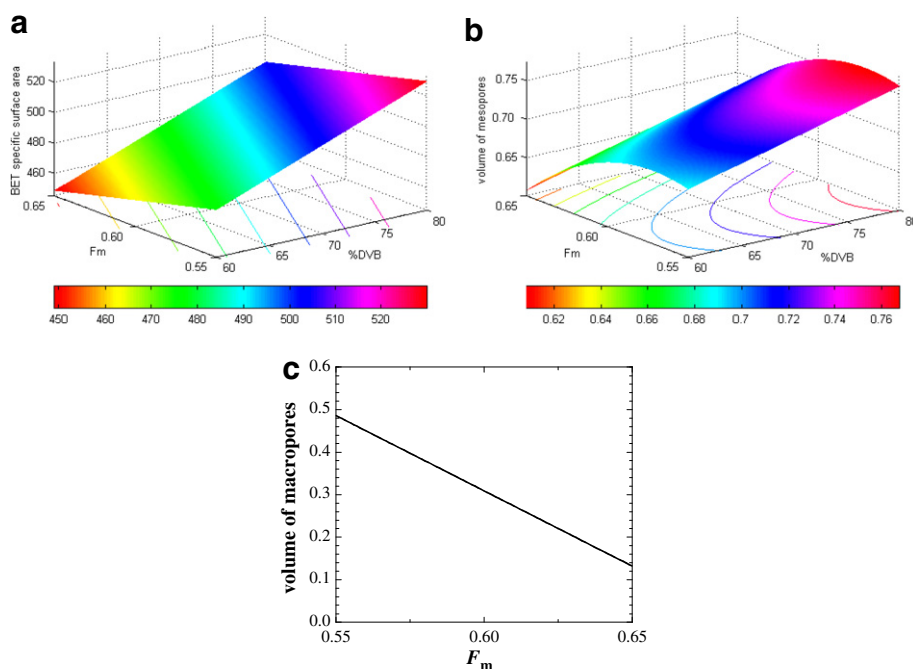 a
BET specific surface area
520
500
480
460
0.65
0.60
0.55
Fm
60
65
70
75
80
%DVB
450 460 470 480 490 500 510 520
b
volume of mesopores
0.75
0.70
0.65
0.65
0.60
0.55
Fm
60
65
70
75
80
%DVB
0.62 0.64 0.66 0.68 0.7 0.72 0.74 0.76
c
volume of macropores
0.6
0.5
0.4
0.3
0.2
0.1
0.0
0.55 0.60 0.65
Fm